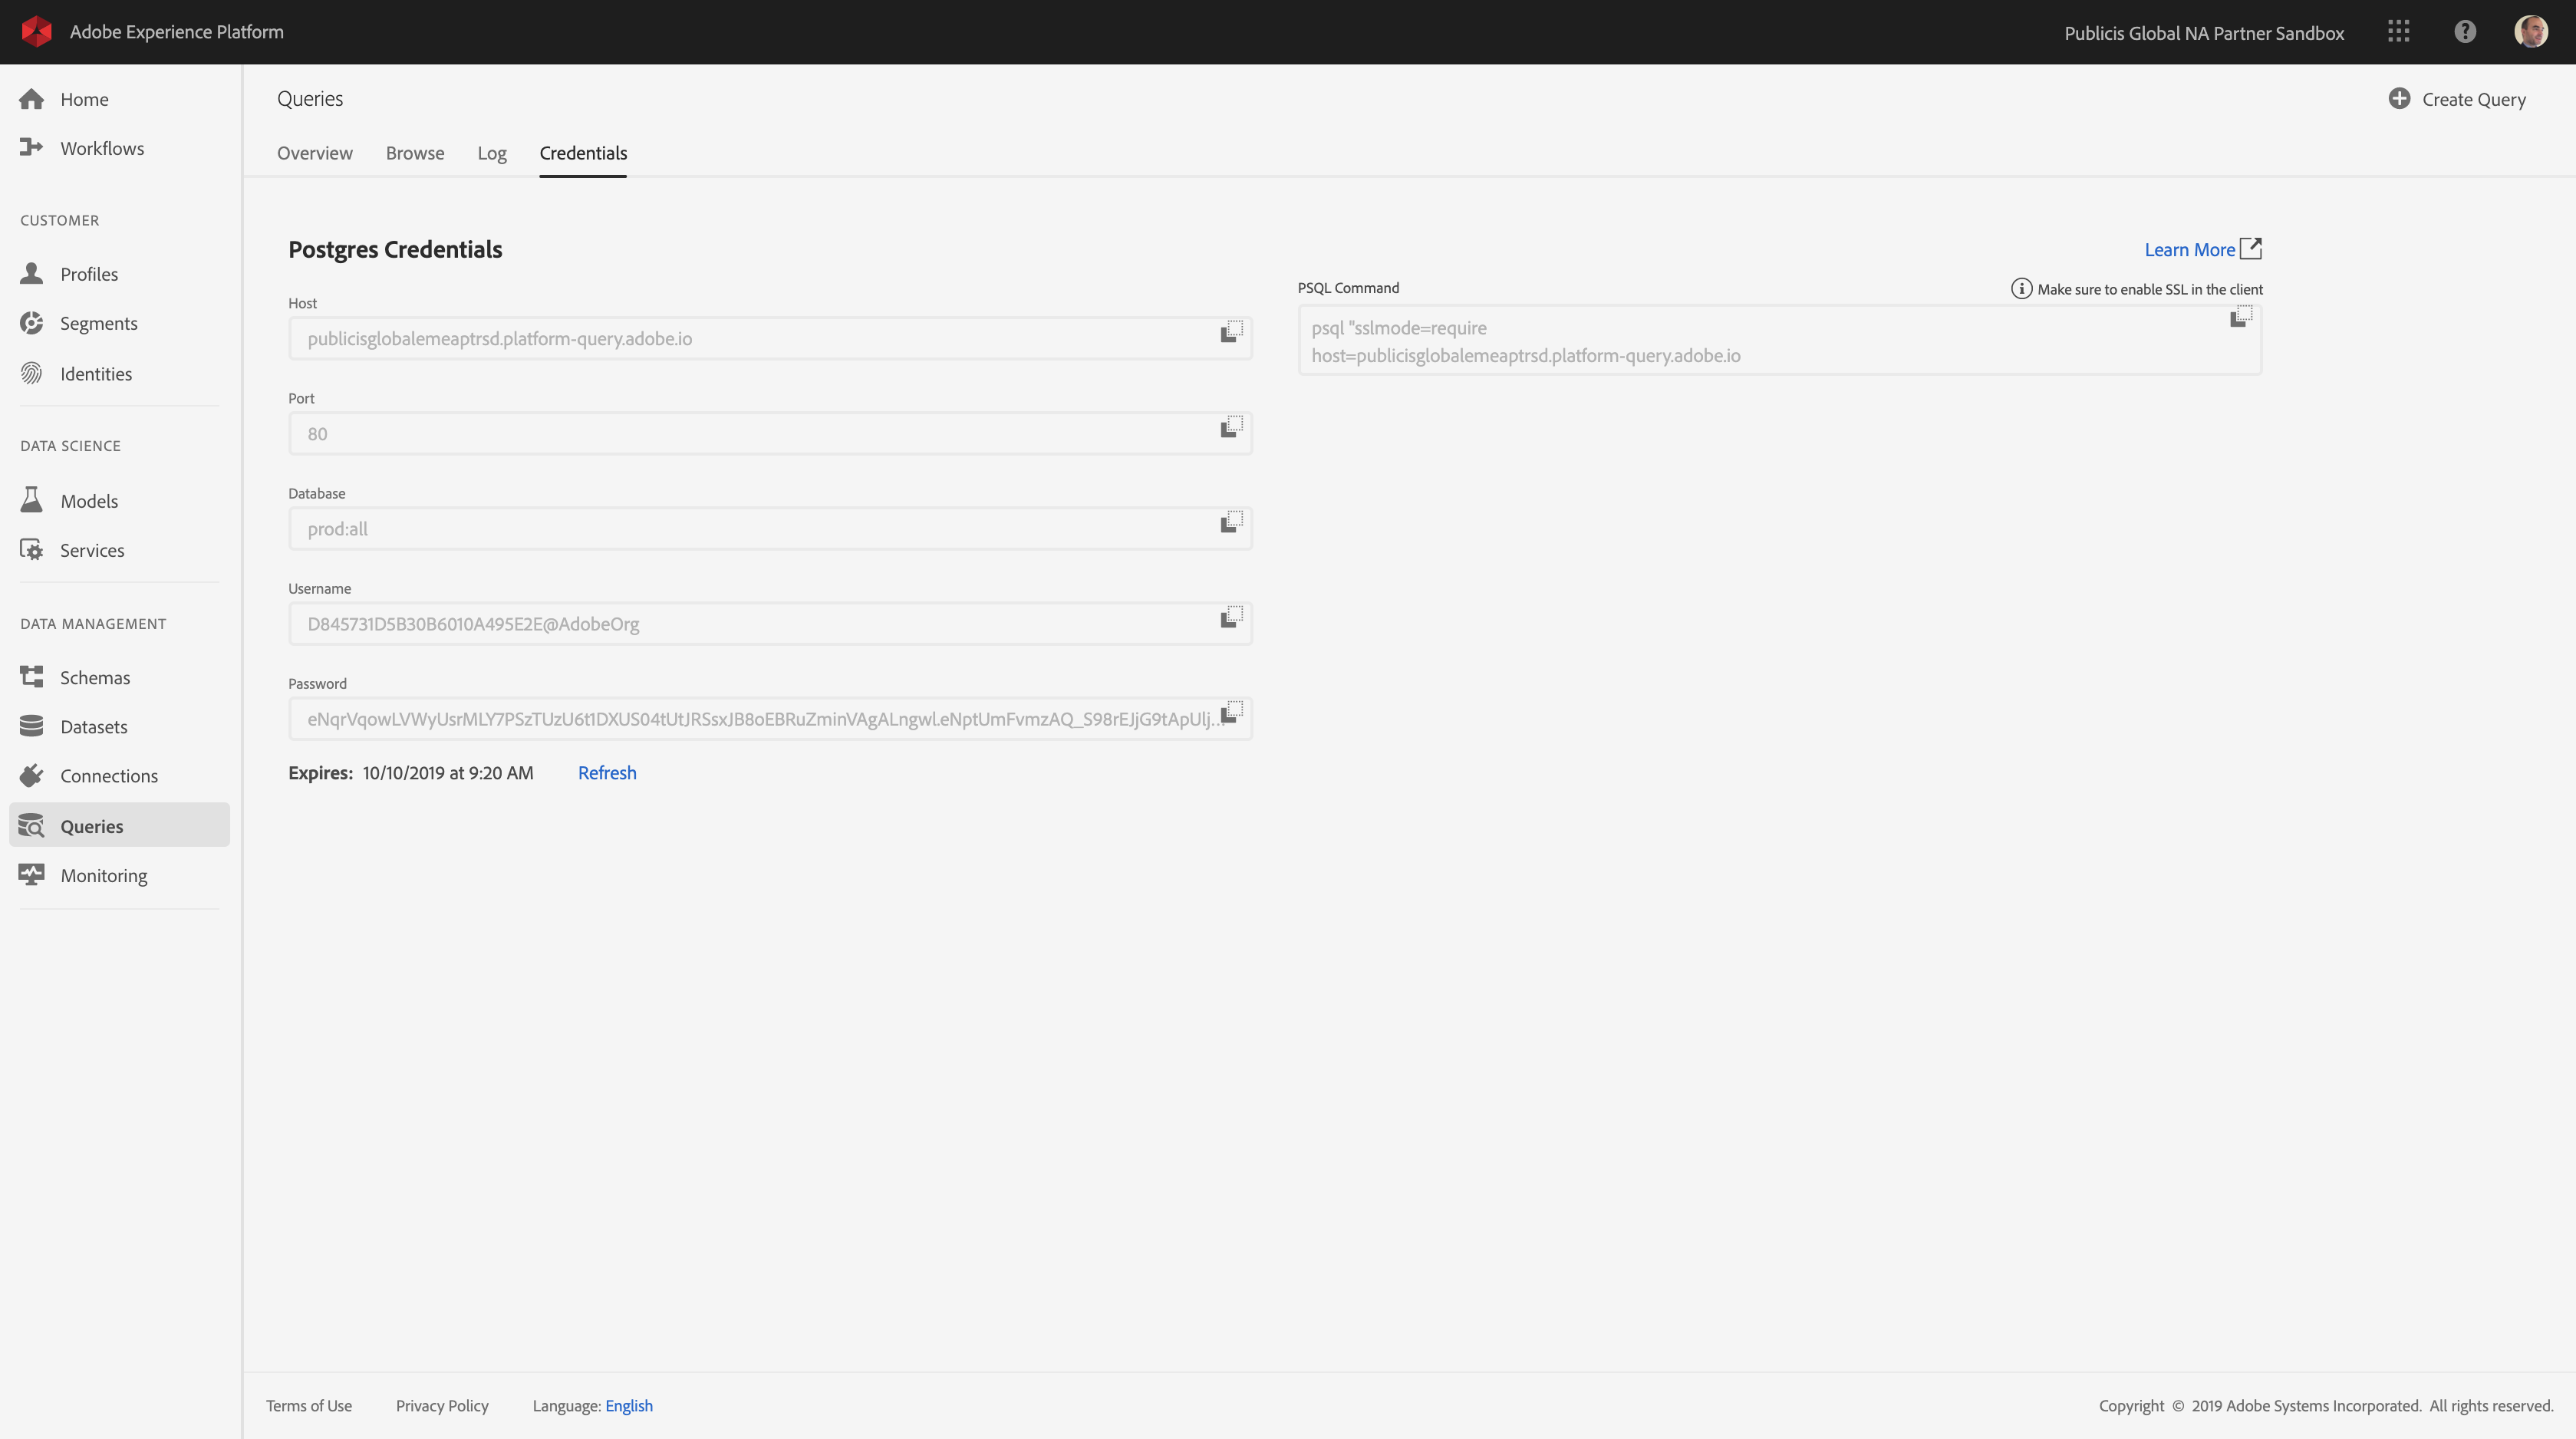 Adobe Experience Platform
Publicis Global NA Partner Sandbox
Home
Workflows
CUSTOMER
Profiles
Segments
Identities
DATA SCIENCE
Models
Services
DATA MANAGEMENT
Schemas
Datasets
Connections
Queries
Monitoring
Queries
Create Query
Overview Browse Log Credentials
Postgres Credentials
Learn More
Host
publicisglobalemeaptrsd.platform-query.adobe.io
Port
80
Database
prod:all
Username
D845731D5B30B6010A495E2E@AdobeOrg
Password
eNqrVqowLVWyUsrMLY7PSzTUzU6t1DXUS04tUtJRSsxJB8oEBRuZminVAgALngwl.eNptUmFvmzAQ_S98rEJjG9tApUlj...
Expires: 10/10/2019 at 9:20 AM Refresh
PSQL Command
Make sure to enable SSL in the client
psql "sslmode=require
host=publicisglobalemeaptrsd.platform-query.adobe.io
Terms of Use Privacy Policy Language: English
Copyright © 2019 Adobe Systems Incorporated. All rights reserved.